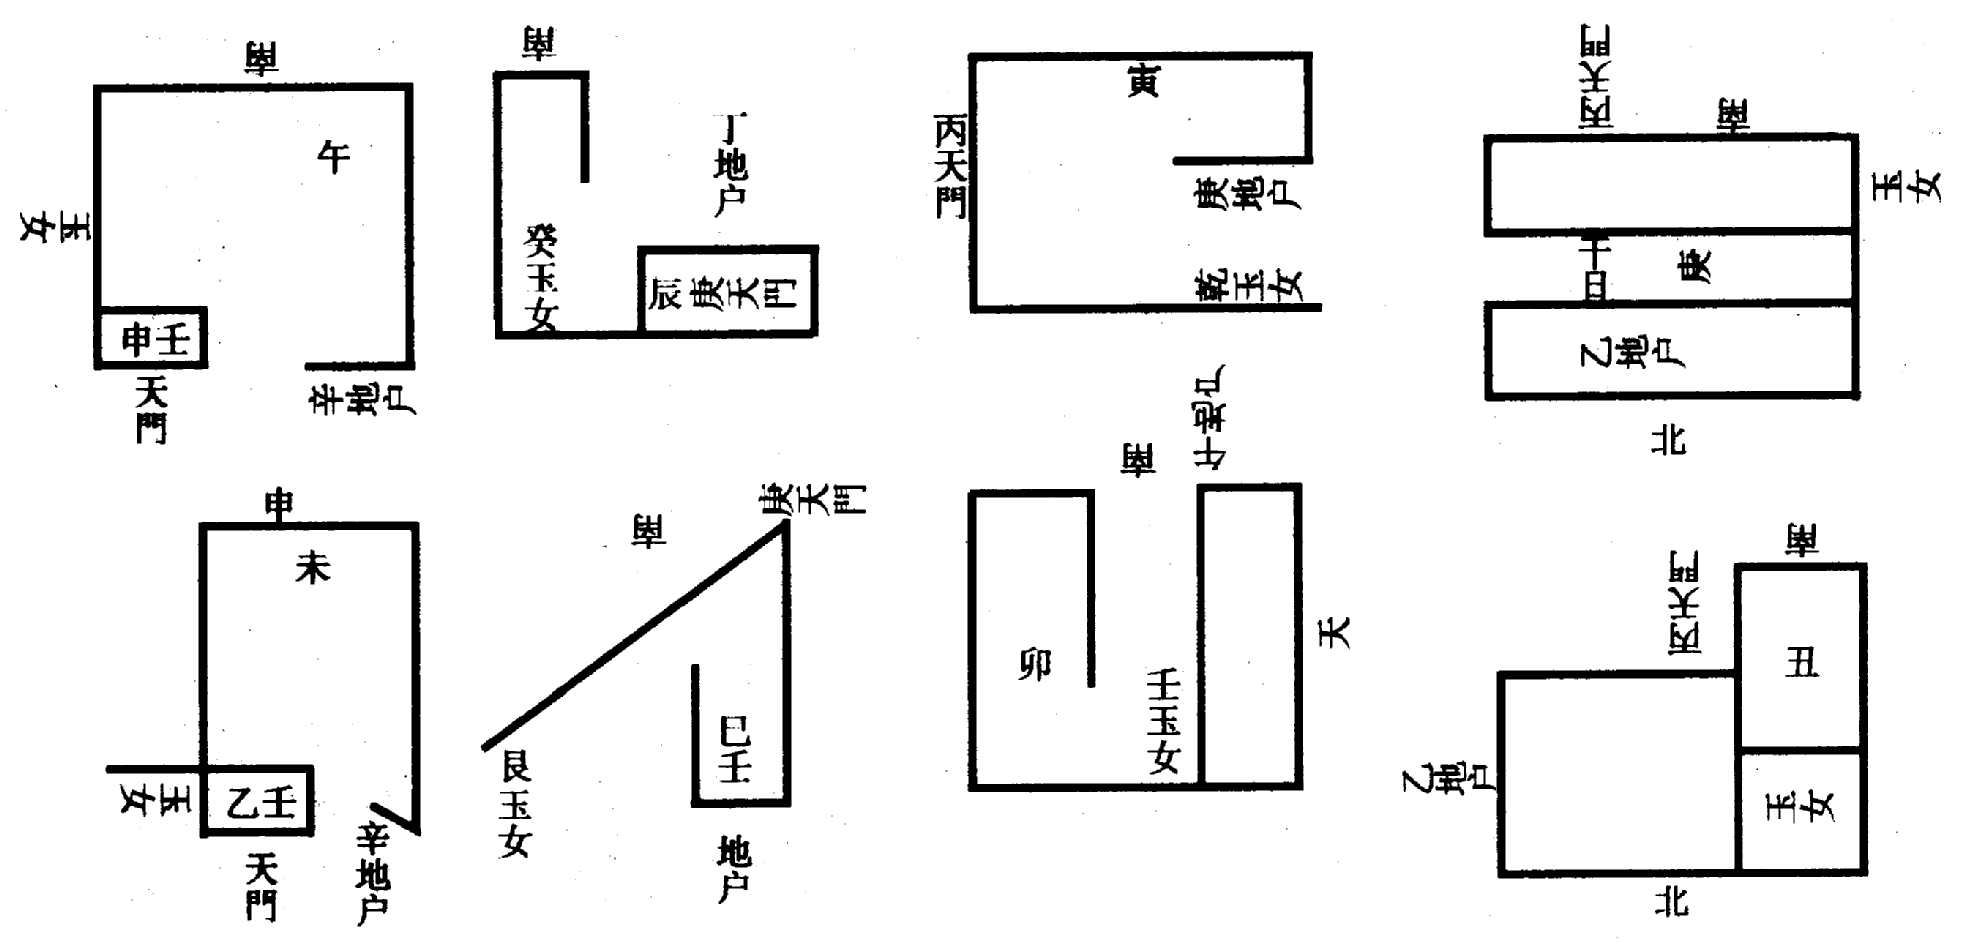 南
午
玉女
申壬
天門
辛地户
南
丁地户
癸玉女
辰庚天門
寅
丙天門
庚地户
乾玉女
丙天門
南
玉女
庚
乙地户
北
申
未
玉女
乙壬
天門
辛地户
庚天門
南
巳壬
艮玉女
地户
南
卯
壬玉女
天
南
丙天門
丑
乙地户
玉女
北